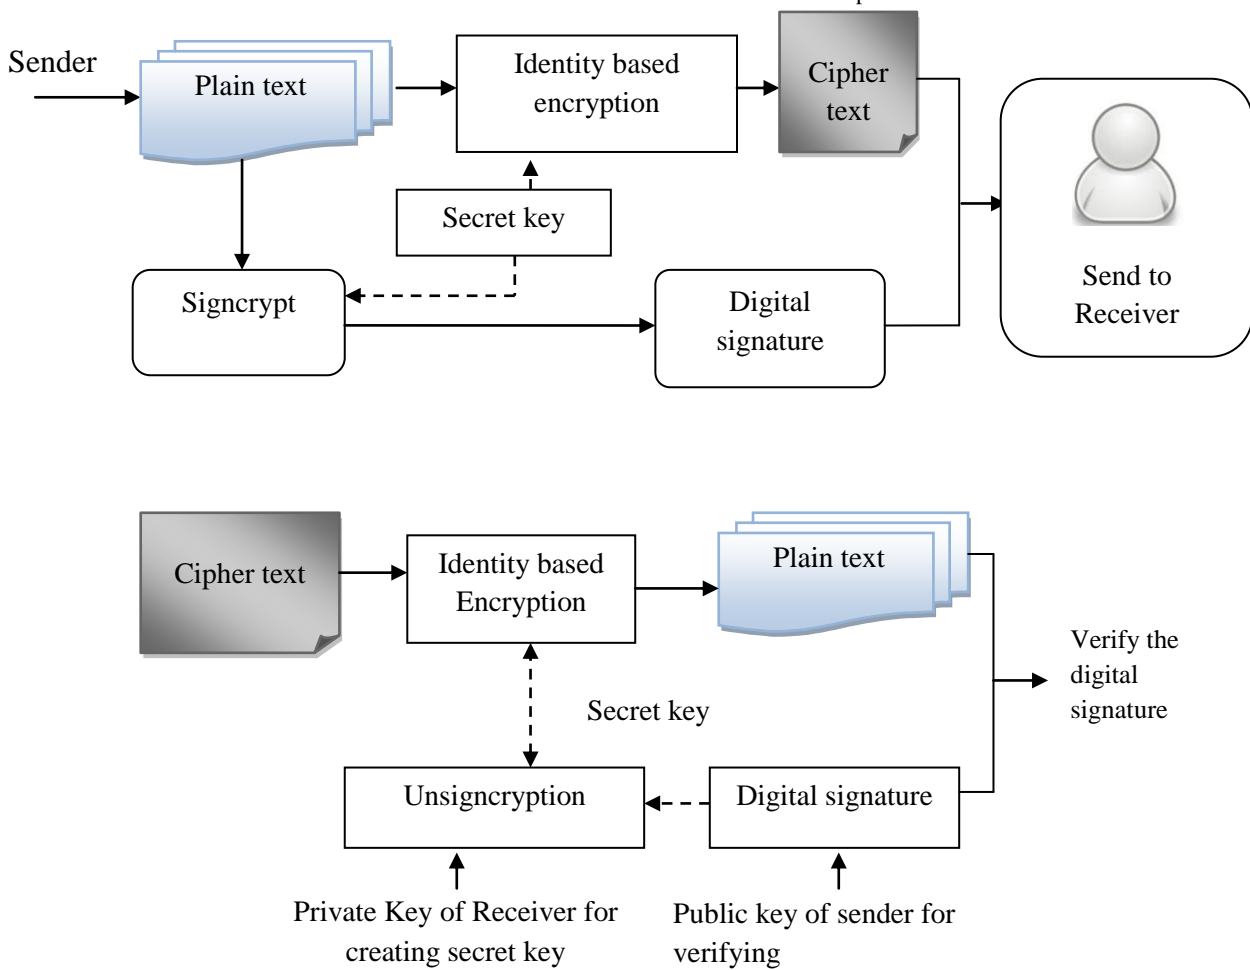 Sender
Plain text
Identity based
encryption
Cipher
text
Secret key
Signcrypt
Digital
signature
Send to
Receiver
Cipher text
Identity based
Encryption
Plain text
Verify the
digital
signature
Secret key
Unsigncryption
Digital signature
Private Key of Receiver for
creating secret key
Public key of sender for
verifying